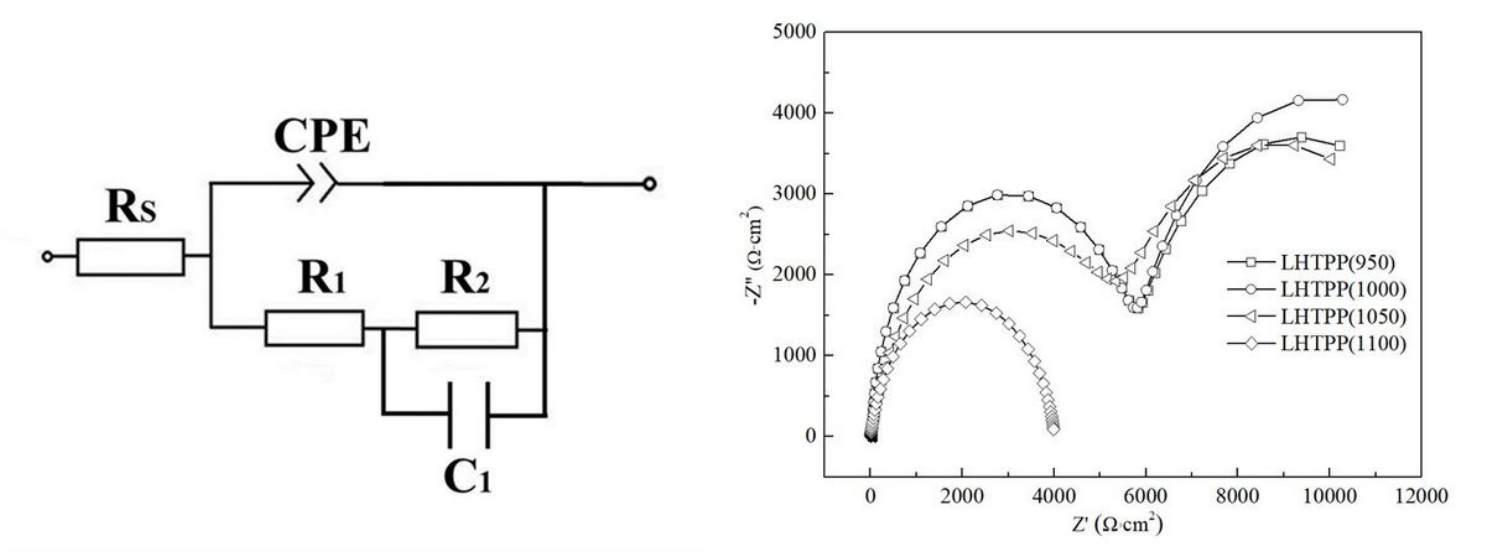 CPE
Rs
R1
R2
C1
5000
4000
3000
2000
1000
0
-Z" (Ω·cm²)
LHTPP(950)
LHTPP(1000)
LHTPP(1050)
LHTPP(1100)
0 2000 4000 6000 8000 10000 12000
Z' (Ω·cm²)